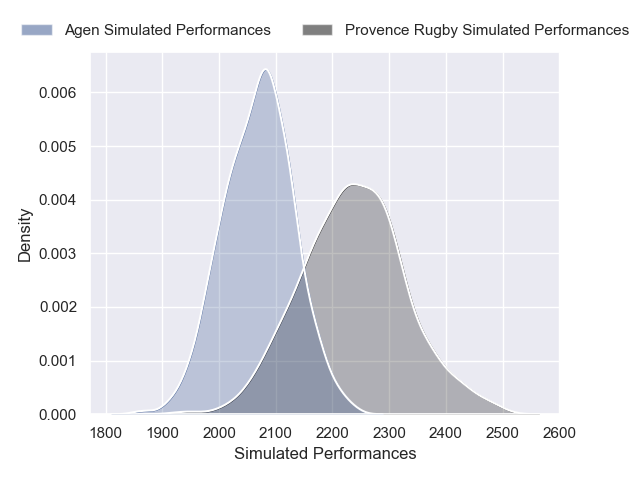 Agen Simulated Performances
Provence Rugby Simulated Performances
0.006
0.005
0.004
0.003
0.002
0.001
0.000
Density
1800 1900 2000 2100 2200 2300 2400 2500 2600
Simulated Performances